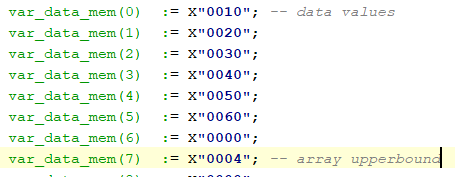 var_data_mem(0) := X"0010"; -- data values
var_data_mem(1) := X"0020";
var_data_mem(2) := X"0030";
var_data_mem(3) := X"0040";
var_data_mem(4) := X"0050";
var_data_mem(5) := X"0060";
var_data_mem(6) := X"0000";
var_data_mem(7) := X"0004"; -- array upperbound